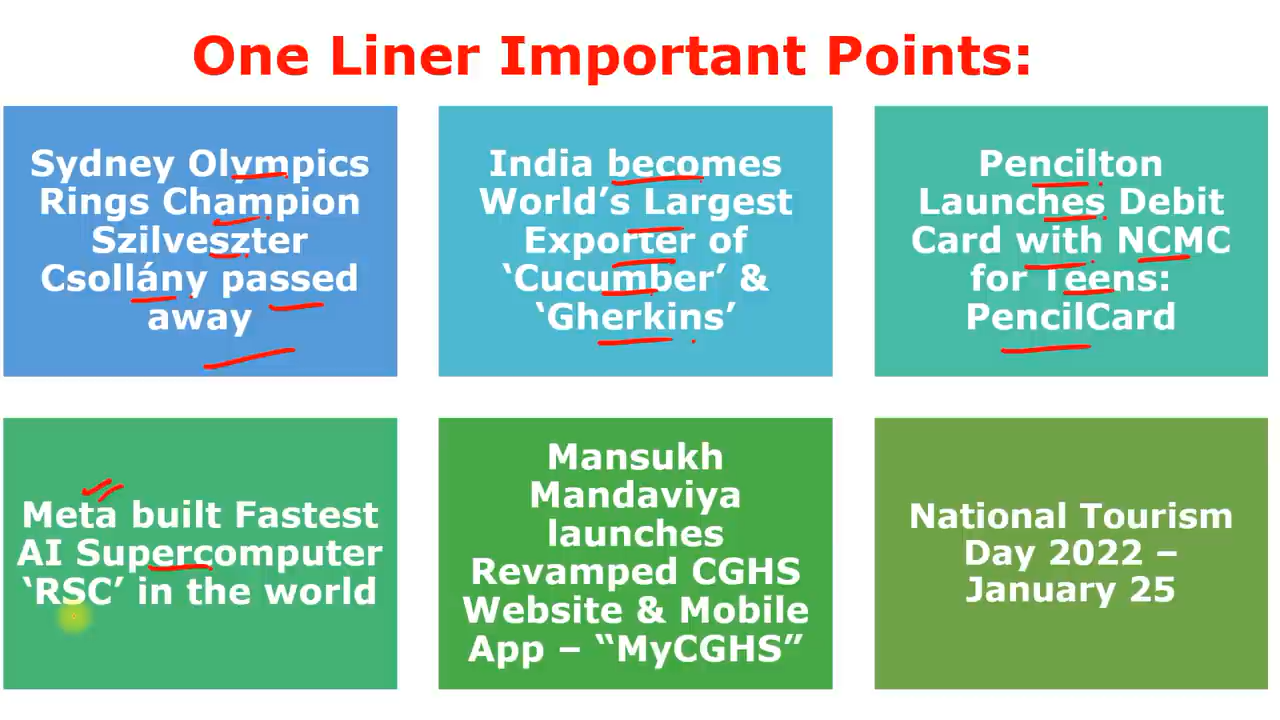 One Liner Important Points:
Sydney Olympics
Rings Champion
Szilveszter
Csollány passed
away
India becomes
World's Largest
Exporter of
‘Cucumber’ &
‘Gherkins’
Pencilton
Launches Debit
Card with NCMC
for Teens:
PencilCard
Meta built Fastest
AI Supercomputer
‘RSC’ in the world
Mansukh
Mandaviya
launches
Revamped CGHS
Website & Mobile
App – “MyCGHS”
National Tourism
Day 2022 –
January 25